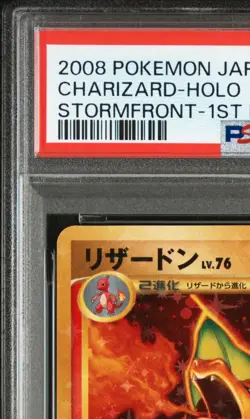 2008 POKEMON JAP
CHARIZARD-HOLO
STORMFRONT-1ST
PS
リザードン LV.76
2進化 リザードから進化